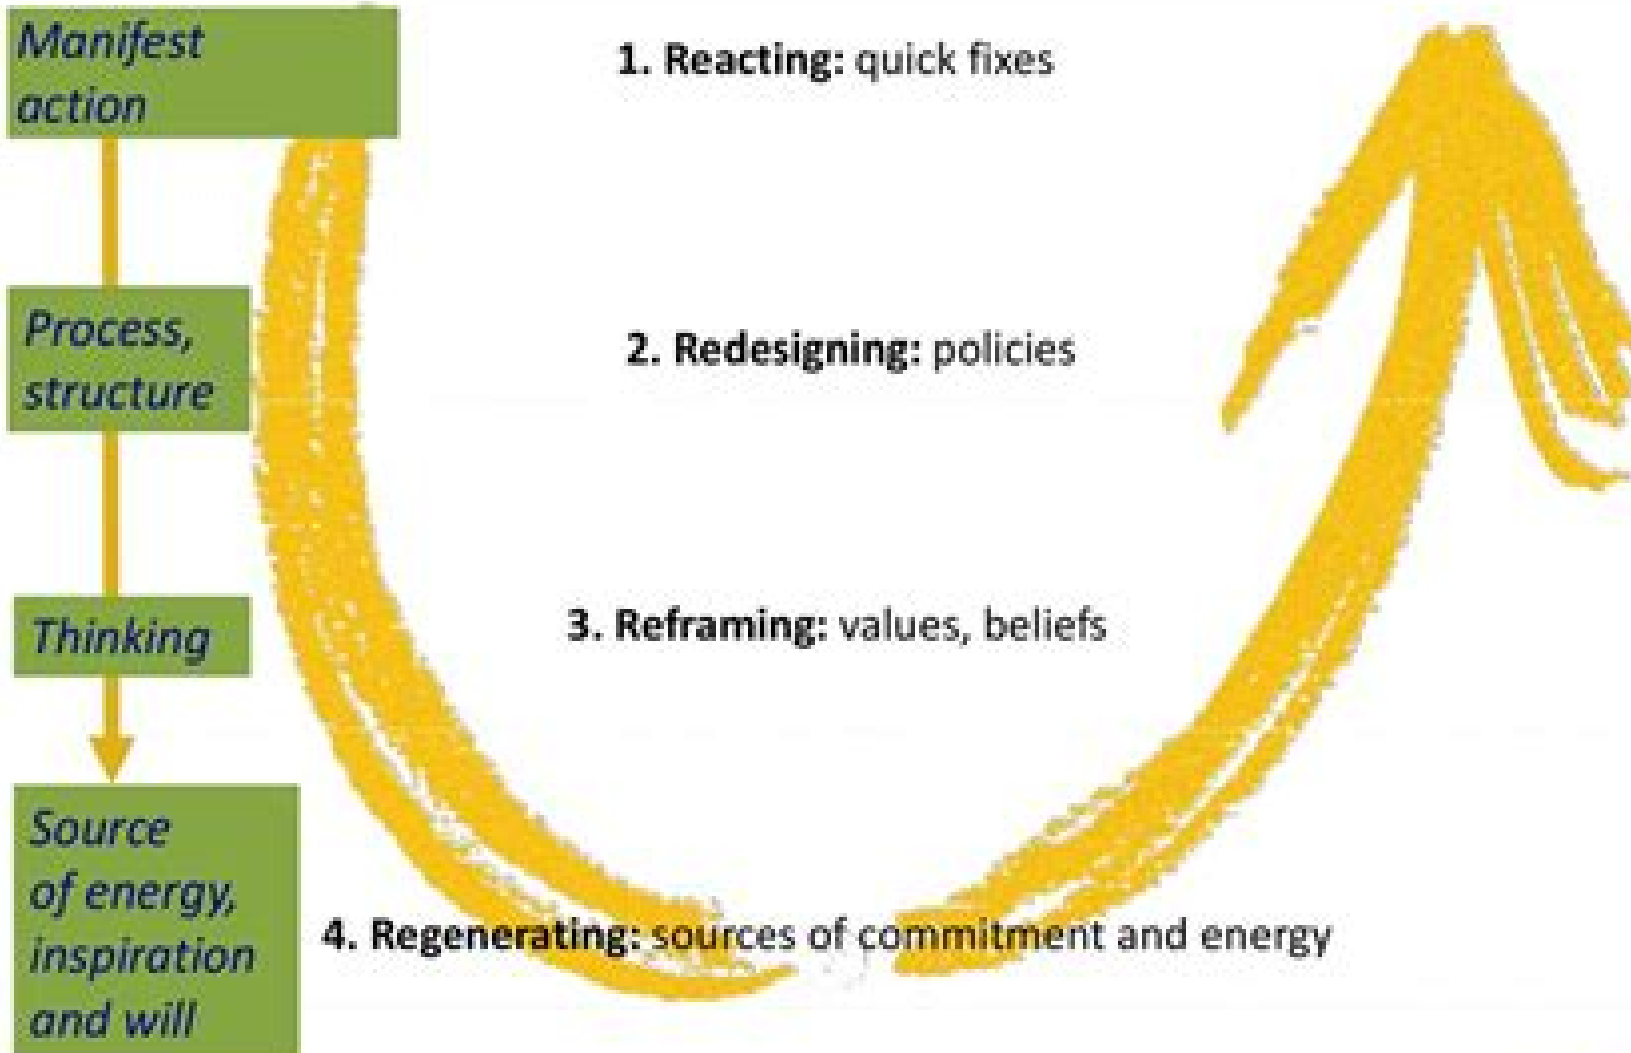 Manifest
action
1. Reacting: quick fixes
Process,
structure
2. Redesigning: policies
Thinking
3. Reframing: values, beliefs
Source
of energy,
inspiration
and will
4. Regenerating: sources of commitment and energy